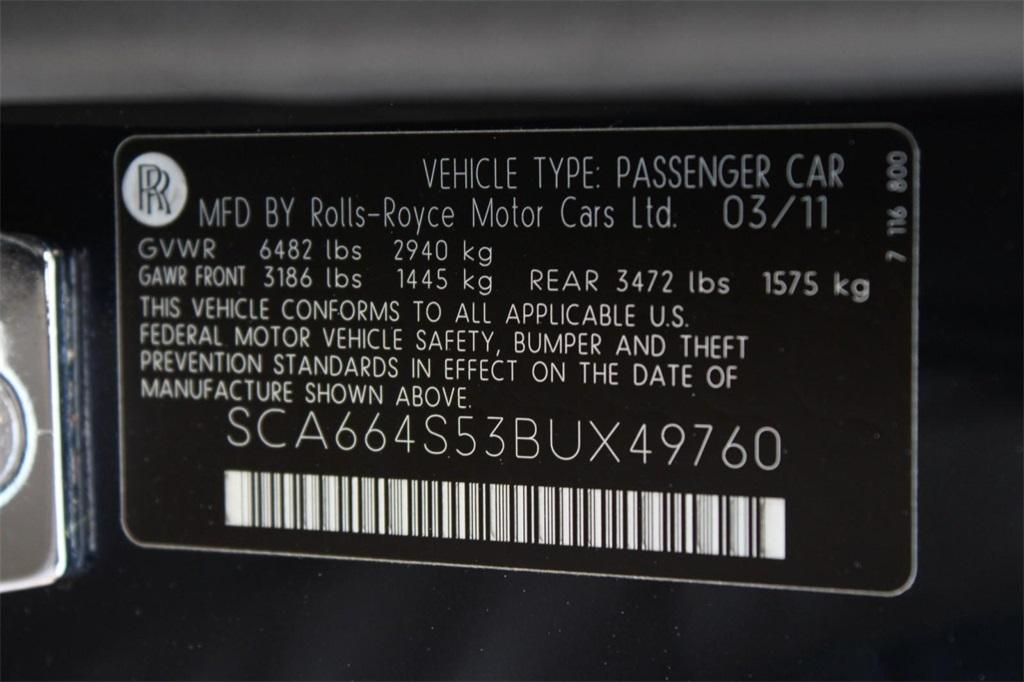 RR
VEHICLE TYPE: PASSENGER CAR
MFD BY Rolls-Royce Motor Cars Ltd. 03/11
GVWR 6482 lbs 2940 kg
GAWR FRONT 3186 lbs 1445 kg REAR 3472 lbs 1575 kg
THIS VEHICLE CONFORMS TO ALL APPLICABLE U.S.
FEDERAL MOTOR VEHICLE SAFETY, BUMPER AND THEFT
PREVENTION STANDARDS IN EFFECT ON THE DATE OF
MANUFACTURE SHOWN ABOVE.
SCA664S53BUX49760
7 116 800